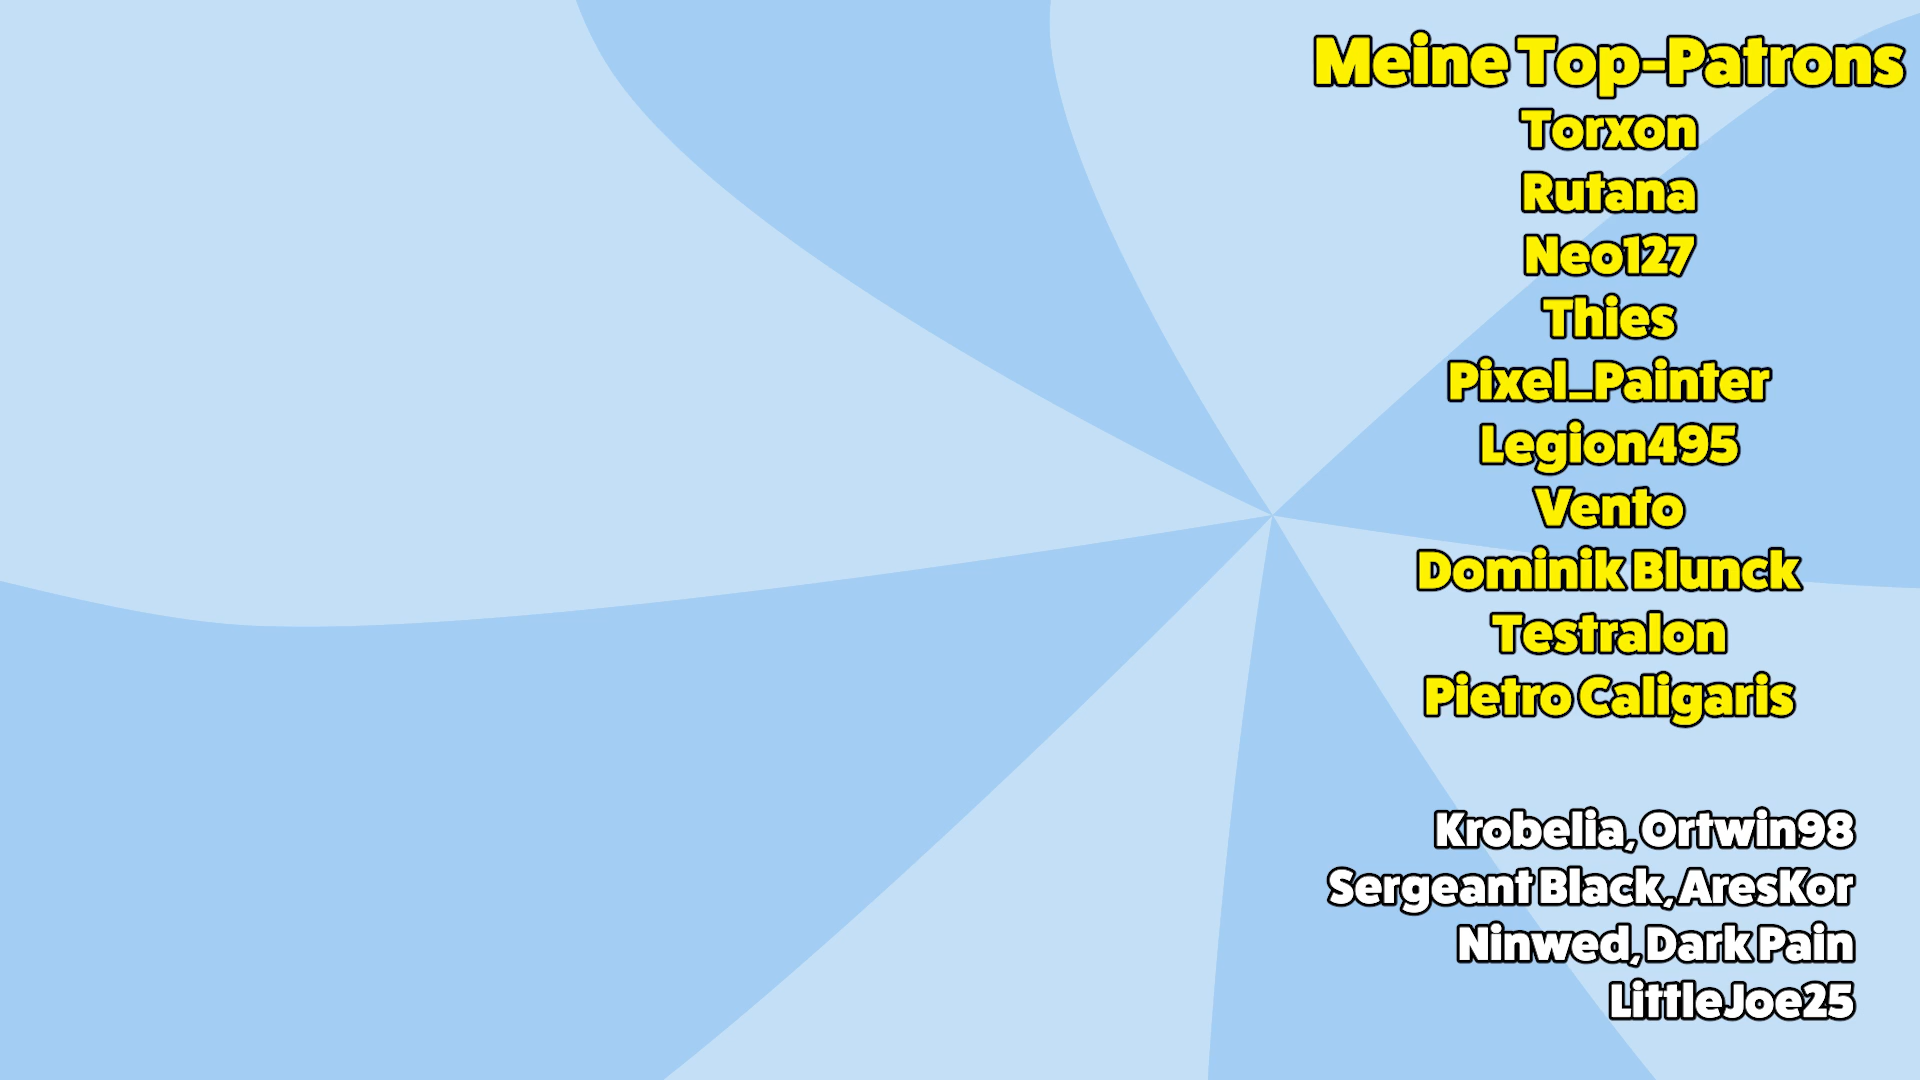 Meine Top-Patrons
Torxon
Rutana
Neo127
Thies
Pixel_Painter
Legion495
Vento
Dominik Blunck
Testralon
Pietro Caligaris
Krobelia, Ortwin98
Sergeant Black, AresKor
Ninwed, Dark Pain
LittleJoe25